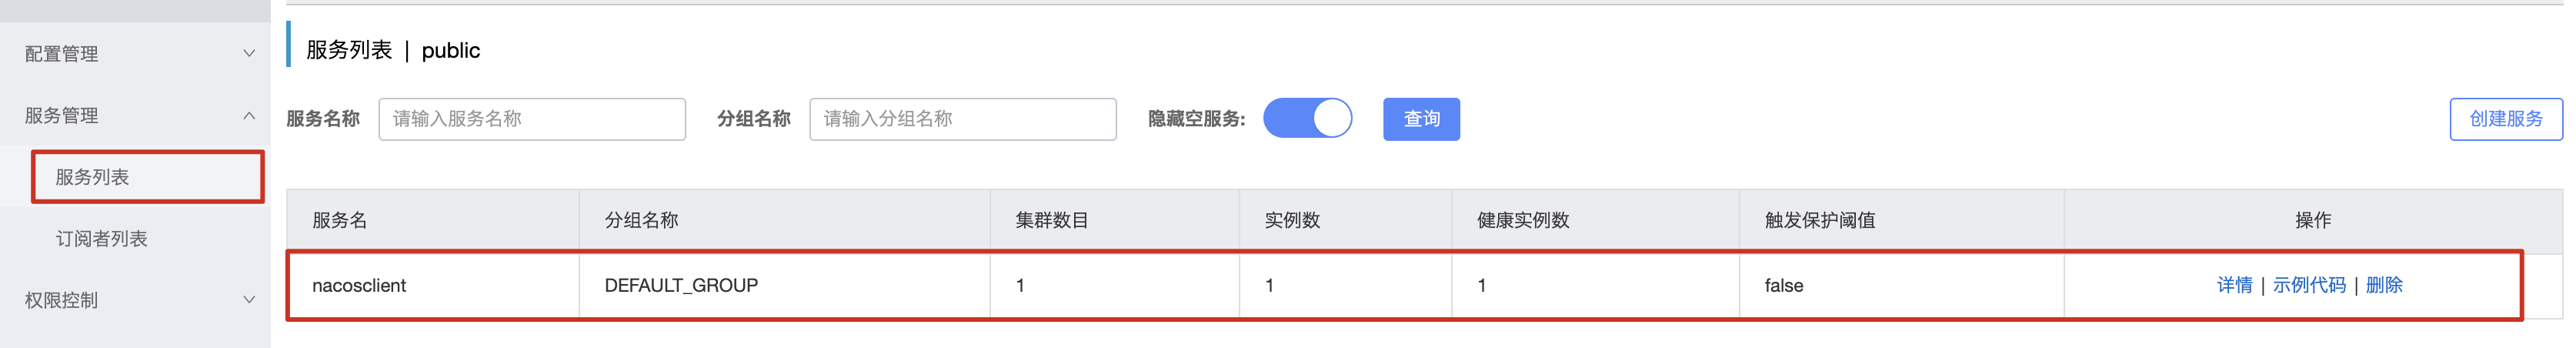 配置管理
服务管理
服务列表
订阅者列表
权限控制
服务列表 | public
服务名称 请输入服务名称 分组名称 请输入分组名称 隐藏空服务: 查询 创建服务
服务名 分组名称 集群数目 实例数 健康实例数 触发保护阈值 操作
nacosclient DEFAULT_GROUP 1 1 1 false 详情 | 示例代码 | 删除